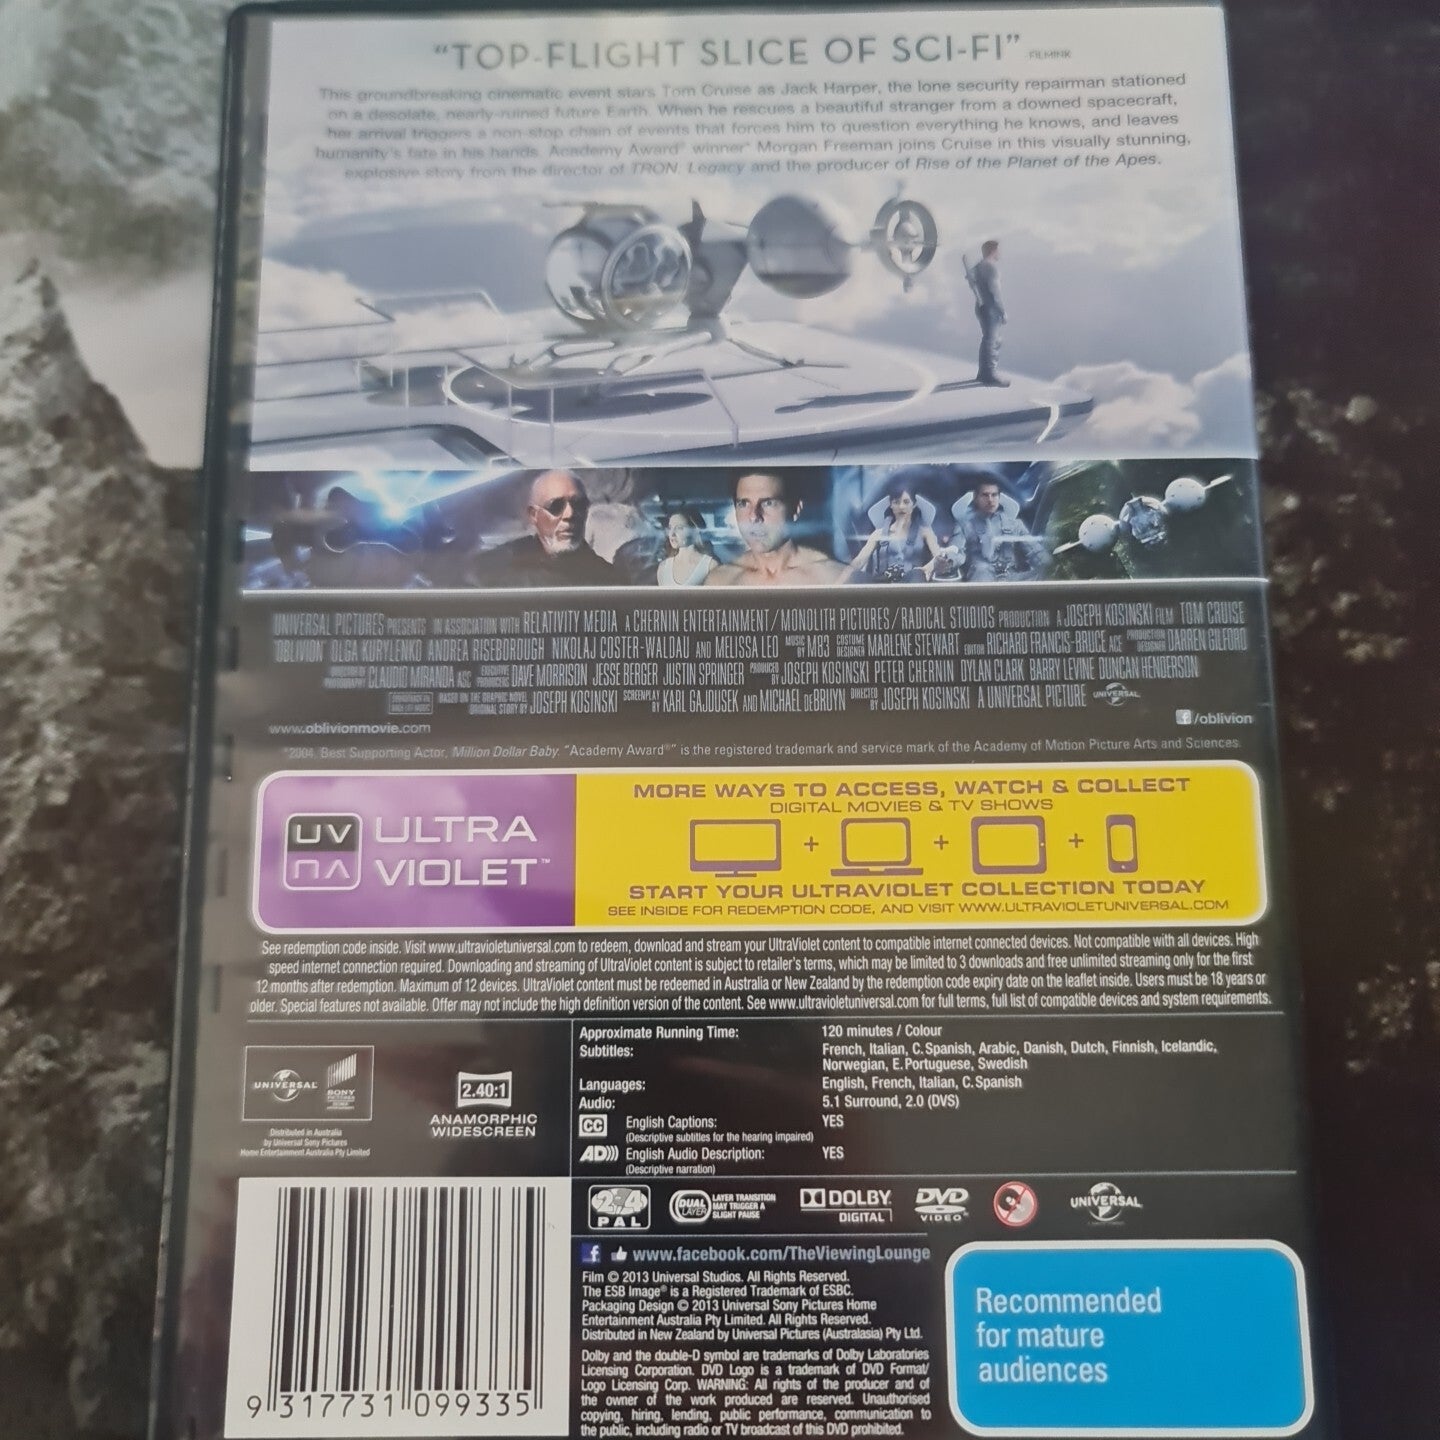 “TOP-FLIGHT SLICE OF SCI-FI” FILMINK
This groundbreaking cinematic event stars Tom Cruise as Jack Harper, the lone security repairman stationed
on a desolate, nearly-ruined future Earth. When he rescues a beautiful stranger from a downed spacecraft,
her arrival triggers a non-stop chain of events that forces him to question everything he knows, and leaves
humanity's fate in his hands. Academy Award® winner* Morgan Freeman joins Cruise in this visually stunning,
explosive story from the director of TRON: Legacy and the producer of Rise of the Planet of the Apes.
UNIVERSAL PICTURES PRESENTS IN ASSOCIATION WITH RELATIVITY MEDIA A CHERNIN ENTERTAINMENT/MONOLITH PICTURES/RADICAL STUDIOS PRODUCTION A JOSEPH KOSINSKI FILM TOM CRUISE
“OBLIVION” OLGA KURYLENKO ANDREA RISEBOROUGH NIKOLAJ COSTER-WALDAU AND MELISSA LEO MUSIC BY M83 COSTUME DESIGNER MARLENE STEWART EDITOR RICHARD FRANCIS-BRUCE ACE PRODUCTION DESIGNER DARREN GILFORD
DIRECTOR OF PHOTOGRAPHY CLAUDIO MIRANDA ASC EXECUTIVE PRODUCERS DAVE MORRISON JESSE BERGER JUSTIN SPRINGER PRODUCED BY JOSEPH KOSINSKI PETER CHERNIN DYLAN CLARK BARRY LEVINE DUNCAN HENDERSON
BASED ON THE GRAPHIC NOVEL ORIGINAL STORY BY JOSEPH KOSINSKI SCREENPLAY BY KARL GAJDUSEK AND MICHAEL DEBRUYN DIRECTED BY JOSEPH KOSINSKI A UNIVERSAL PICTURE UNIVERSAL
www.oblivionmovie.com f/oblivion
*2004, Best Supporting Actor, Million Dollar Baby. “Academy Award®” is the registered trademark and service mark of the Academy of Motion Picture Arts and Sciences.
UV ULTRA
VIOLET™
MORE WAYS TO ACCESS, WATCH & COLLECT
DIGITAL MOVIES & TV SHOWS
+ + +
START YOUR ULTRAVIOLET COLLECTION TODAY
SEE INSIDE FOR REDEMPTION CODE, AND VISIT WWW.ULTRAVIOLETUNIVERSAL.COM
See redemption code inside. Visit www.ultravioletuniversal.com to redeem, download and stream your UltraViolet content to compatible internet connected devices. Not compatible with all devices. High
speed internet connection required. Downloading and streaming of UltraViolet content is subject to retailer's terms, which may be limited to 3 downloads and free unlimited streaming only for the first
12 months after redemption. Maximum of 12 devices. UltraViolet content must be redeemed in Australia or New Zealand by the redemption code expiry date on the leaflet inside. Users must be 18 years or
older. Special features not available. Offer may not include the high definition version of the content. See www.ultravioletuniversal.com for full terms, full list of compatible devices and system requirements.
UNIVERSAL SONY PICTURES
Distributed in Australia
by Universal Sony Pictures
Home Entertainment Australia Pty Limited
2.40:1
ANAMORPHIC
WIDESCREEN
Approximate Running Time: 120 minutes / Colour
Subtitles: French, Italian, C.Spanish, Arabic, Danish, Dutch, Finnish, Icelandic,
Norwegian, E.Portuguese, Swedish
Languages: English, French, Italian, C.Spanish
Audio: 5.1 Surround, 2.0 (DVS)
CC English Captions: YES
(Descriptive subtitles for the hearing impaired)
AD))) English Audio Description: YES
(Descriptive narration)
2-4
PAL
DUAL LAYER
LAYER TRANSITION
MAY TRIGGER A
SLIGHT PAUSE
DOLBY
DIGITAL
DVD
VIDEO
UNIVERSAL
f www.facebook.com/TheViewingLounge
Film © 2013 Universal Studios. All Rights Reserved.
The ESB Image® is a Registered Trademark of ESBC.
Packaging Design © 2013 Universal Sony Pictures Home
Entertainment Australia Pty Limited. All Rights Reserved.
Distributed in New Zealand by Universal Pictures (Australasia) Pty Ltd.
Dolby and the double-D symbol are trademarks of Dolby Laboratories
Licensing Corporation. DVD Logo is a trademark of DVD Format/
Logo Licensing Corp. WARNING: All rights of the producer and of
the owner of the work produced are reserved. Unauthorised
copying, hiring, lending, public performance, communication to
the public, including radio or TV broadcast of this DVD prohibited.
Recommended
for mature
audiences
9 317731 099335